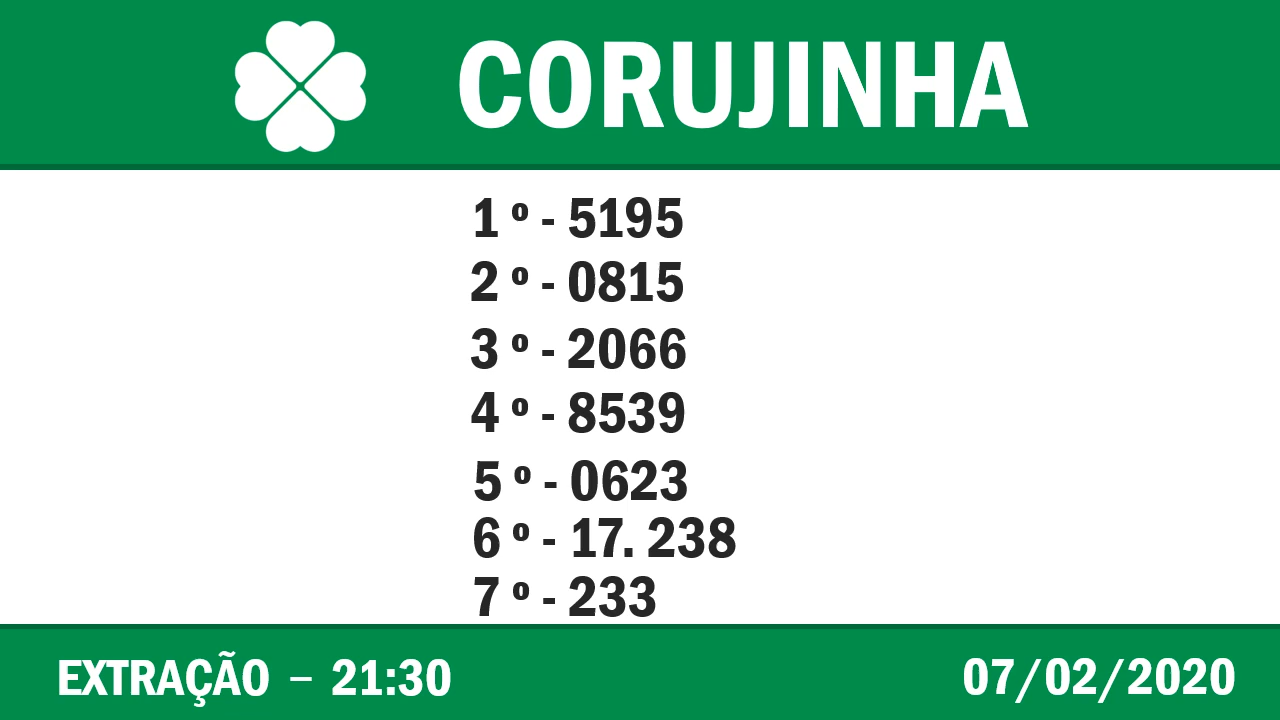 CORUJINHA
1 º - 5195
2 º - 0815
3 º - 2066
4 º - 8539
5 º - 0623
6 º - 17. 238
7 º - 233
EXTRAÇÃO – 21:30
07/02/2020